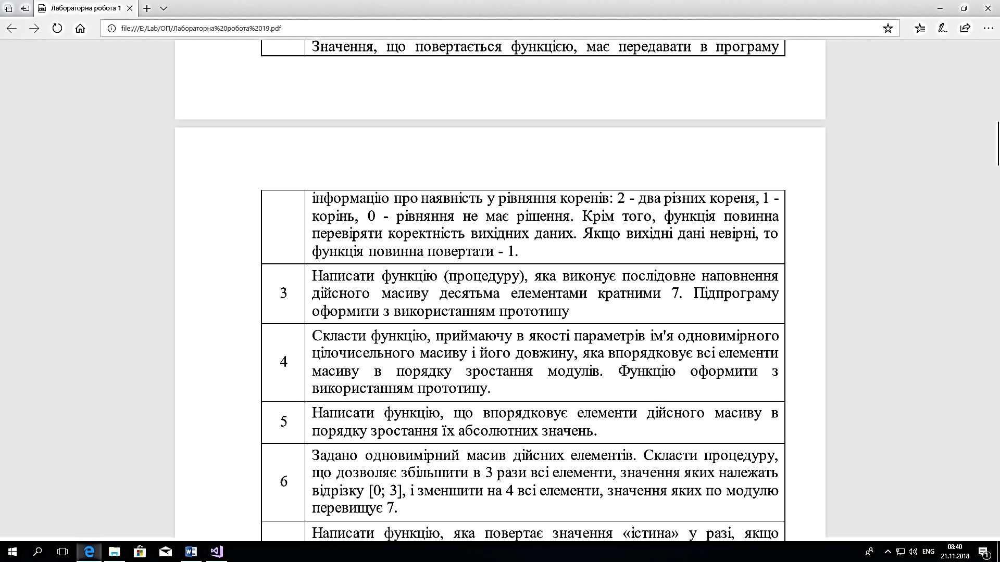 Лабораторна робота 1
file:///E:/Lab/ОП/Лабораторна%20робота%2019.pdf
Значення, що повертається функцією, має передавати в програму
інформацію про наявність у рівняння коренів: 2 - два різних кореня, 1 -
корінь, 0 - рівняння не має рішення. Крім того, функція повинна
перевіряти коректність вихідних даних. Якщо вихідні дані невірні, то
функція повинна повертати - 1.
3
Написати функцію (процедуру), яка виконує послідовне наповнення
дійсного масиву десятьма елементами кратними 7. Підпрограму
оформити з використанням прототипу
4
Скласти функцію, приймаючу в якості параметрів ім'я одновимірного
цілочисельного масиву і його довжину, яка впорядковує всі елементи
масиву в порядку зростання модулів. Функцію оформити з
використанням прототипу.
5
Написати функцію, що впорядковує елементи дійсного масиву в
порядку зростання їх абсолютних значень.
6
Задано одновимірний масив дійсних елементів. Скласти процедуру,
що дозволяє збільшити в 3 рази всі елементи, значення яких належать
відрізку [0; 3], і зменшити на 4 всі елементи, значення яких по модулю
перевищує 7.
Написати функцію, яка повертає значення «істина» у разі, якщо
ENG
08:40
21.11.2018
1